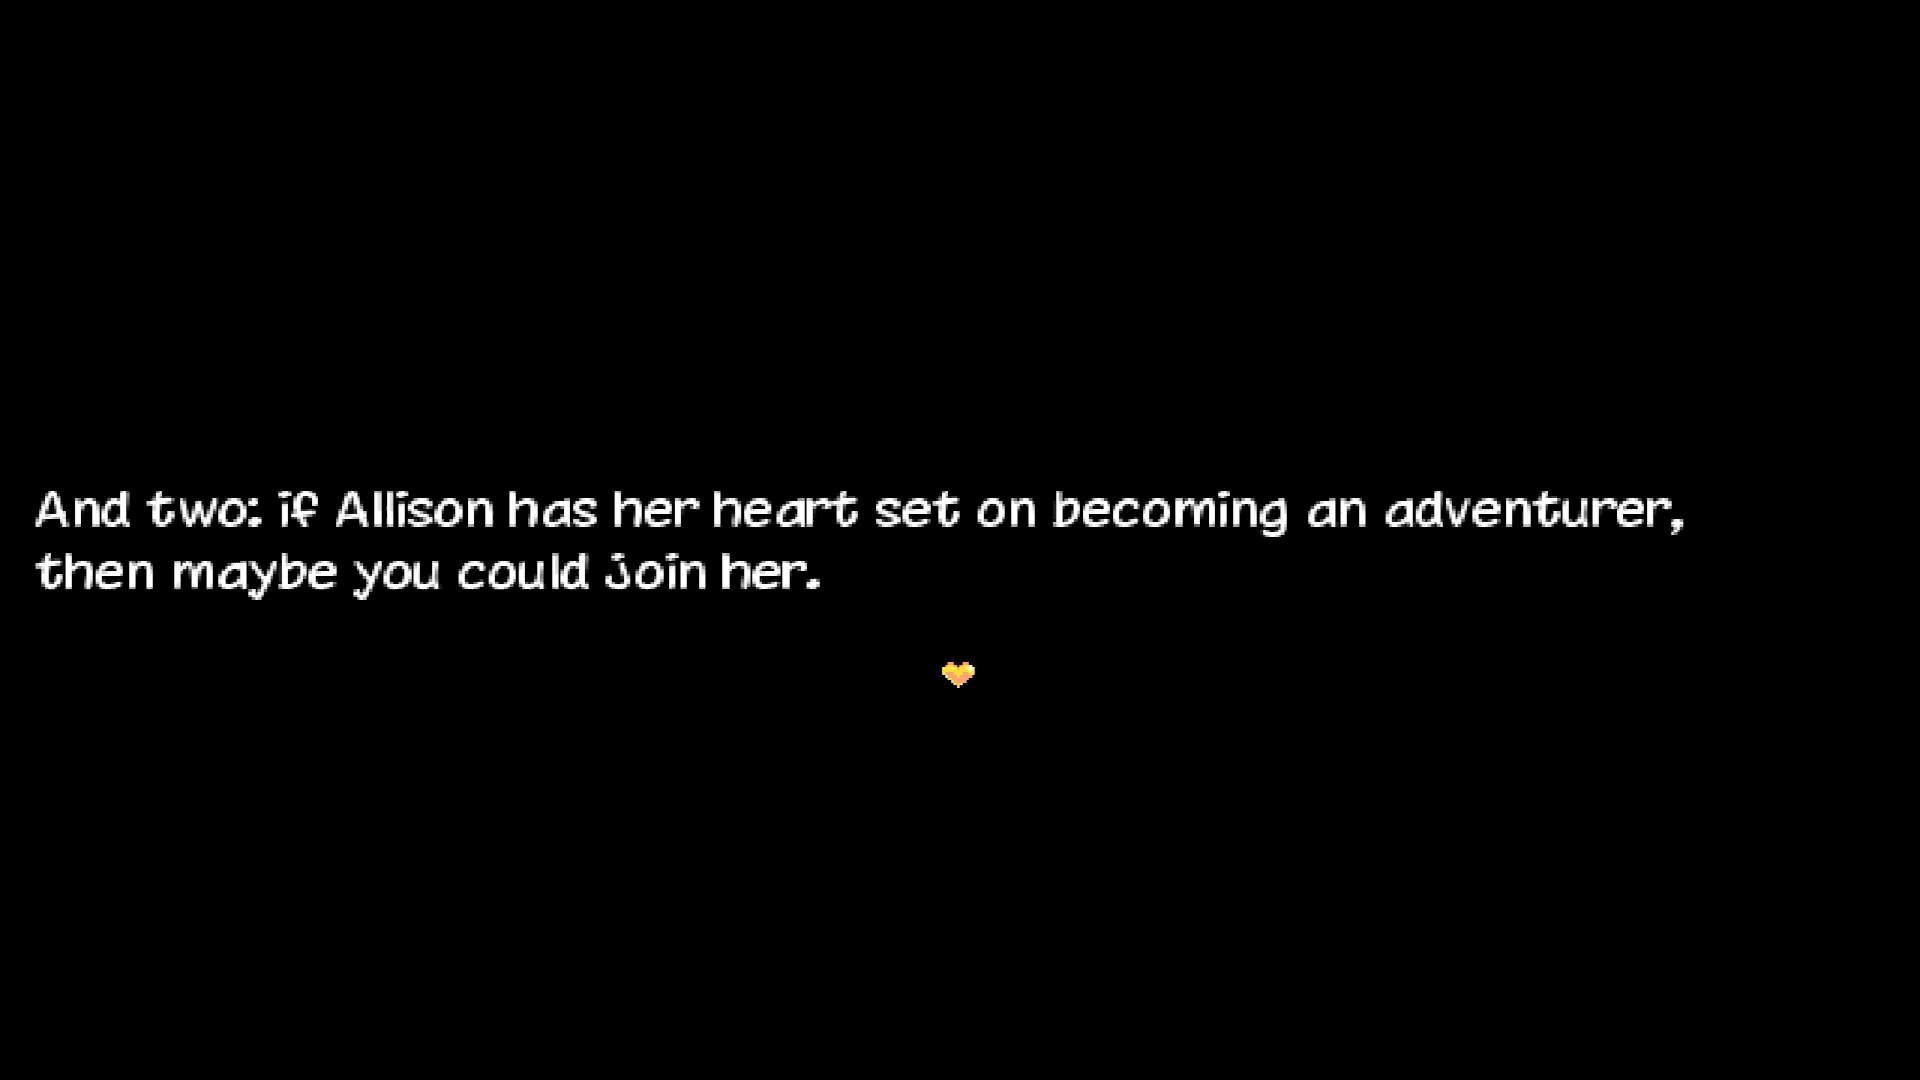 And two: if Allison has her heart set on becoming an adventurer,
then maybe you could join her.